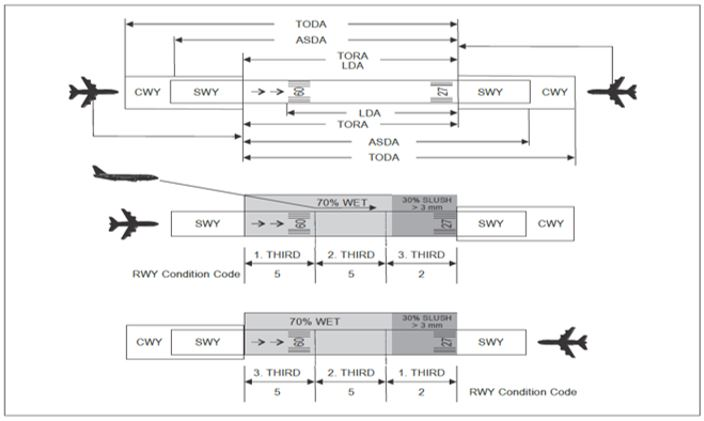 TODA
ASDA
TORA
LDA
CWY SWY 09 27 SWY CWY
LDA
TORA
ASDA
TODA
70% WET 30% SLUSH
> 3 mm
SWY 09 27 SWY CWY
1. THIRD 2. THIRD 3. THIRD
RWY Condition Code 5 5 2
70% WET 30% SLUSH
> 3 mm
CWY SWY 09 27 SWY
3. THIRD 2. THIRD 1. THIRD
5 5 2 RWY Condition Code